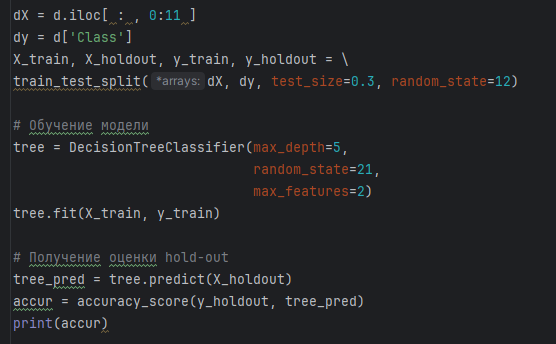 dX = d.iloc[ : , 0:11 ]
dy = d['Class']
X_train, X_holdout, y_train, y_holdout = \
train_test_split( *arrays: dX, dy, test_size=0.3, random_state=12)
# Обучение модели
tree = DecisionTreeClassifier(max_depth=5,
random_state=21,
max_features=2)
tree.fit(X_train, y_train)
# Получение оценки hold-out
tree_pred = tree.predict(X_holdout)
accur = accuracy_score(y_holdout, tree_pred)
print(accur)